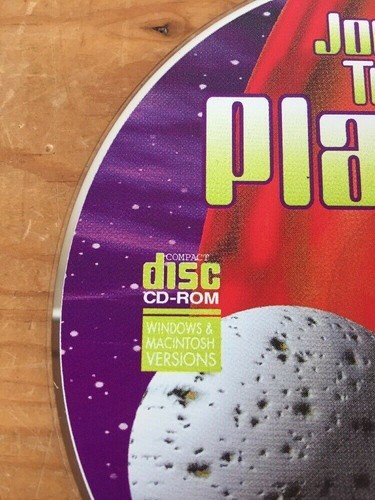 Jo
T
Pla
COMPACT
disc
CD-ROM
WINDOWS &
MACINTOSH
VERSIONS